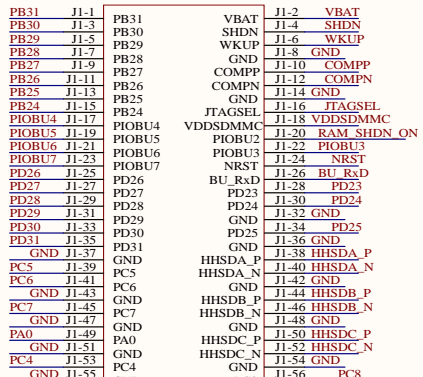 PB31 J1-1 PB31 VBAT J1-2 VBAT
PB30 J1-3 PB30 SHDN J1-4 SHDN
PB29 J1-5 PB29 WKUP J1-6 WKUP
PB28 J1-7 PB28 GND J1-8 GND
PB27 J1-9 PB27 COMPP J1-10 COMPP
PB26 J1-11 PB26 COMPN J1-12 COMPN
PB25 J1-13 PB25 GND J1-14 GND
PB24 J1-15 PB24 JTAGSEL J1-16 JTAGSEL
PIOBU4 J1-17 PIOBU4 VDDSDMMC J1-18 VDDSDMMC
PIOBU5 J1-19 PIOBU5 PIOBU2 J1-20 RAM_SHDN_ON
PIOBU6 J1-21 PIOBU6 PIOBU3 J1-22 PIOBU3
PIOBU7 J1-23 PIOBU7 NRST J1-24 NRST
PD26 J1-25 PD26 BU_RxD J1-26 BU_RxD
PD27 J1-27 PD27 PD23 J1-28 PD23
PD28 J1-29 PD28 PD24 J1-30 PD24
PD29 J1-31 PD29 GND J1-32 GND
PD30 J1-33 PD30 PD25 J1-34 PD25
PD31 J1-35 PD31 GND J1-36 GND
GND J1-37 GND HHSDA_P J1-38 HHSDA_P
PC5 J1-39 PC5 HHSDA_N J1-40 HHSDA_N
PC6 J1-41 PC6 GND J1-42 GND
GND J1-43 GND HHSDB_P J1-44 HHSDB_P
PC7 J1-45 PC7 HHSDB_N J1-46 HHSDB_N
GND J1-47 GND GND J1-48 GND
PA0 J1-49 PA0 HHSDC_P J1-50 HHSDC_P
GND J1-51 GND HHSDC_N J1-52 HHSDC_N
PC4 J1-53 PC4 GND J1-54 GND
GND J1-55 J1-56 PC8